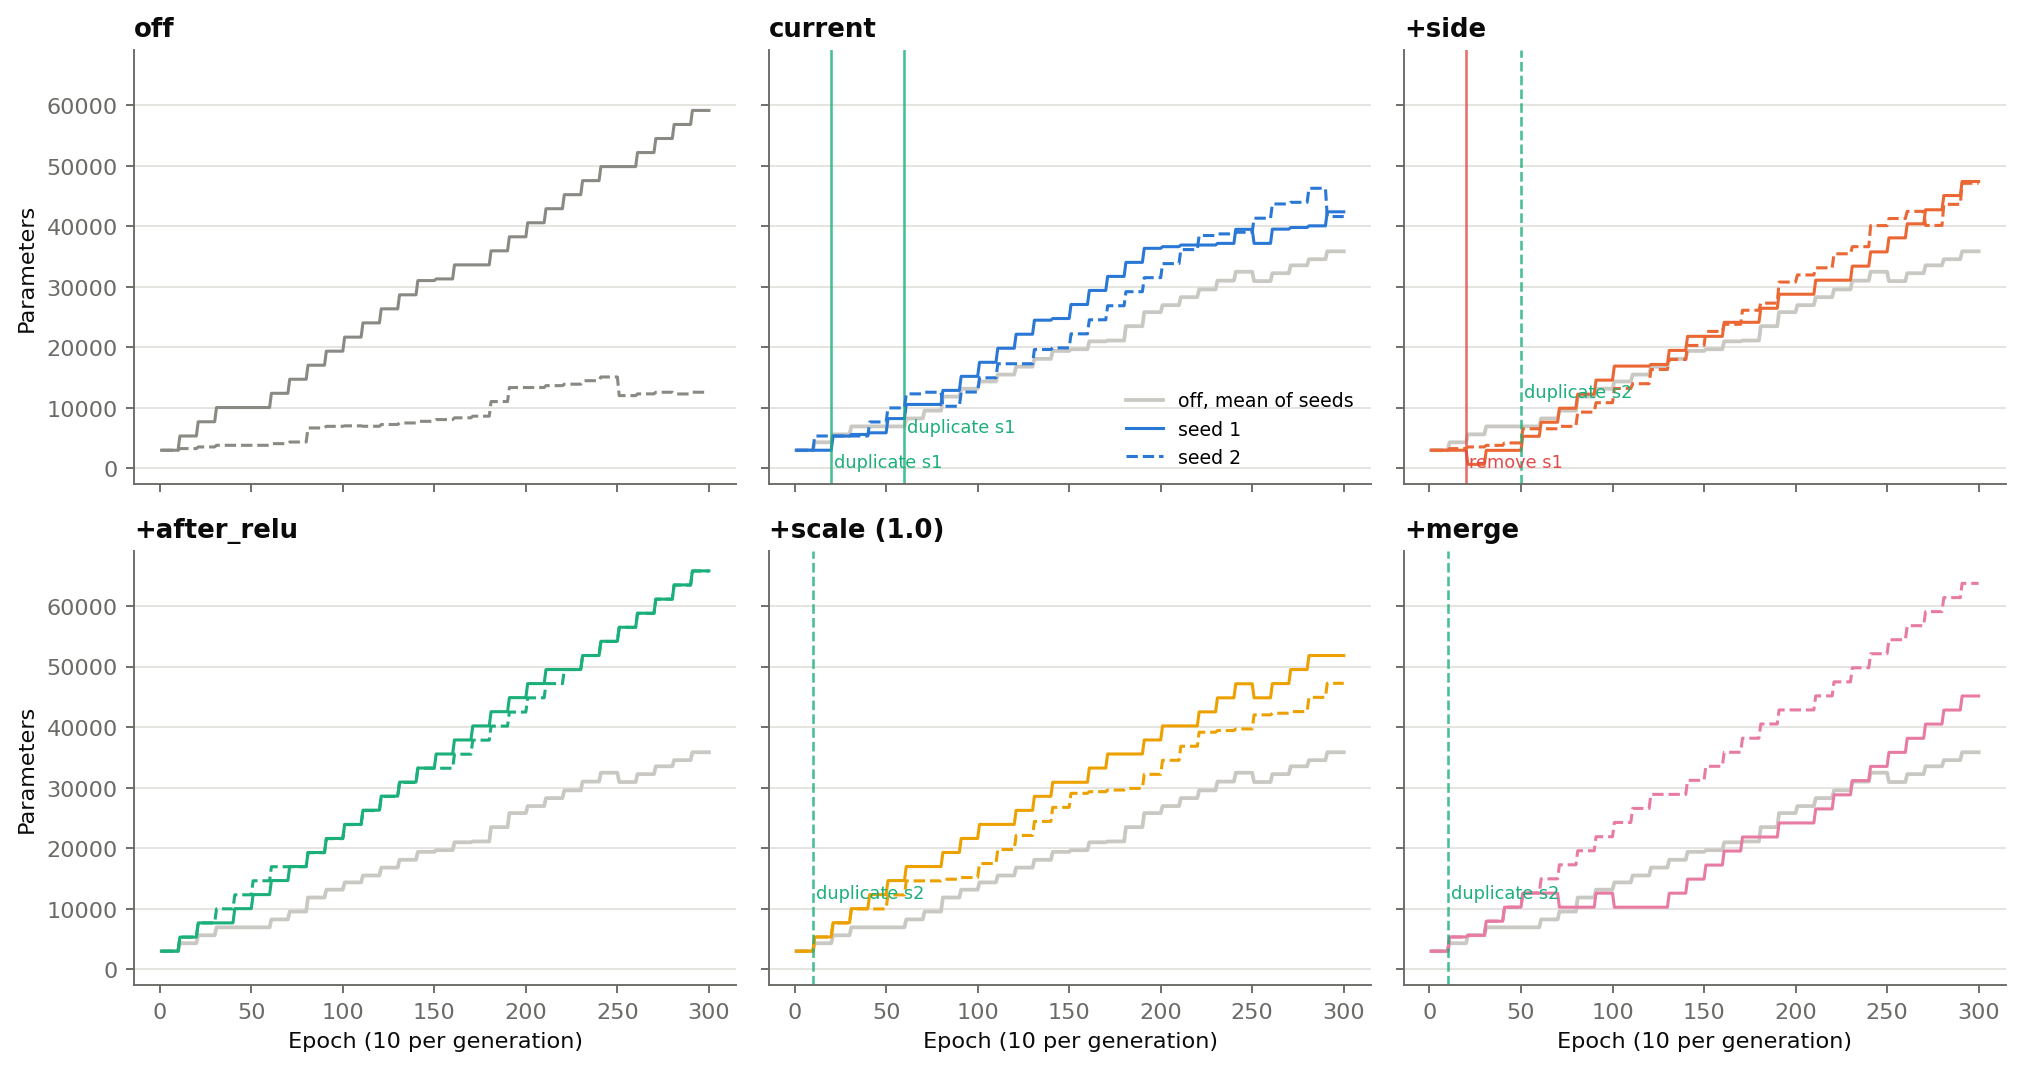 off
current
+side
Parameters
60000
50000
40000
30000
20000
10000
0
off, mean of seeds
seed 1
seed 2
duplicate s1
duplicate s1
duplicate s2
remove s1
+after_relu
+scale (1.0)
+merge
Parameters
60000
50000
40000
30000
20000
10000
0
duplicate s2
duplicate s2
0 50 100 150 200 250 300
0 50 100 150 200 250 300
0 50 100 150 200 250 300
Epoch (10 per generation)
Epoch (10 per generation)
Epoch (10 per generation)